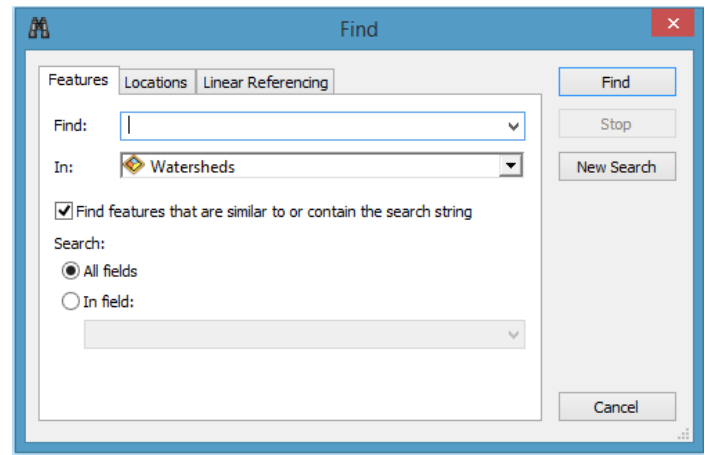 Find
Features Locations Linear Referencing
Find
Find:
Stop
In: Watersheds
New Search
Find features that are similar to or contain the search string
Search:
All fields
In field:
Cancel